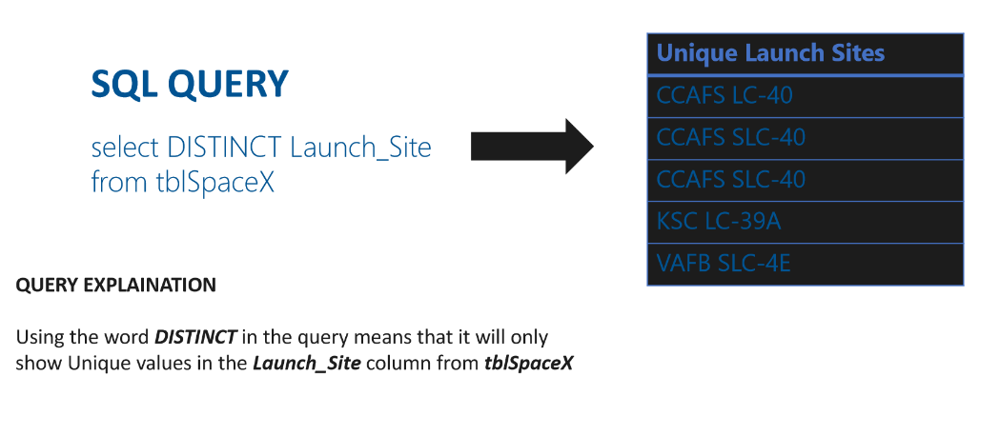 SQL QUERY
select DISTINCT Launch_Site
from tblSpaceX
Unique Launch Sites
CCAFS LC-40
CCAFS SLC-40
CCAFS SLC-40
KSC LC-39A
VAFB SLC-4E
QUERY EXPLAINATION
Using the word DISTINCT in the query means that it will only
show Unique values in the Launch_Site column from tblSpaceX